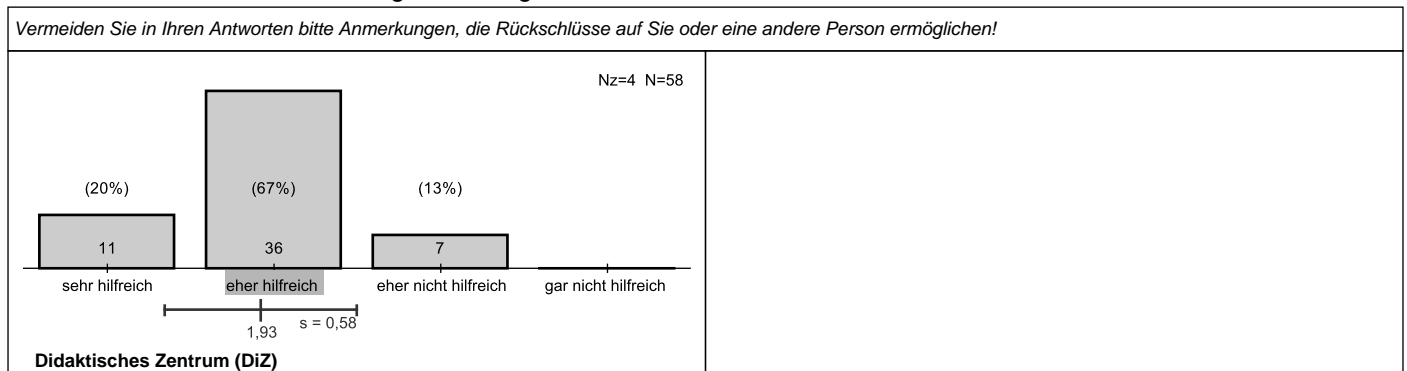 Vermeiden Sie in Ihren Antworten bitte Anmerkungen, die Rückschlüsse auf Sie oder eine andere Person ermöglichen!
Nz=4 N=58
(20%) (67%) (13%)
11 36 7
sehr hilfreich eher hilfreich eher nicht hilfreich gar nicht hilfreich
1,93 s = 0,58
Didaktisches Zentrum (DiZ)